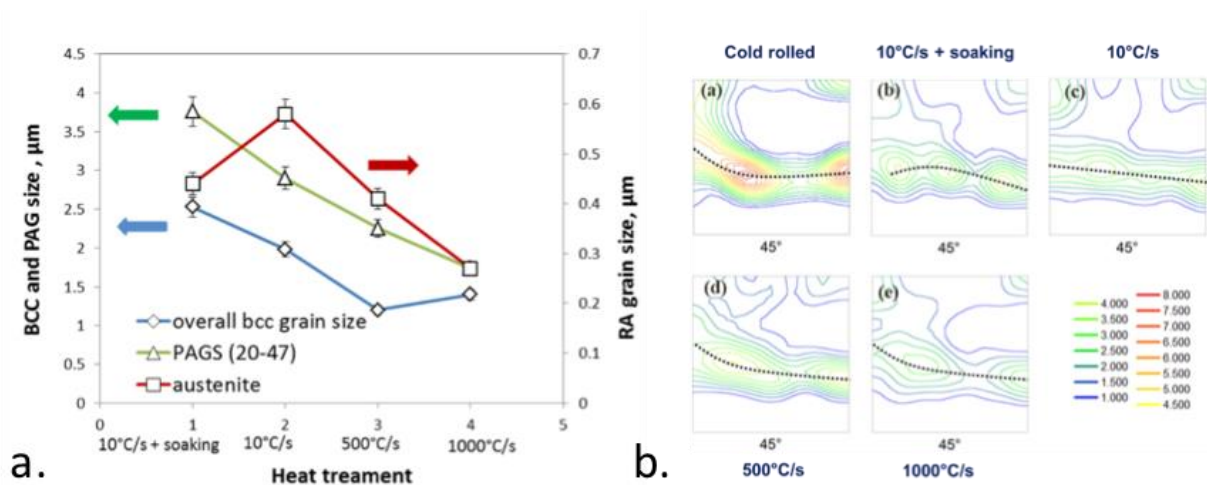 4.5
4
3.5
3
2.5
2
1.5
1
0.5
0
BCC and PAG size , µm
0.7
0.6
0.5
0.4
0.3
0.2
0.1
0
RA grain size, µm
overall bcc grain size
PAGS (20-47)
austenite
0 1 2 3 4 5
10°C/s + soaking 10°C/s 500°C/s 1000°C/s
Heat treament
a.
Cold rolled 10°C/s + soaking 10°C/s
(a) (b) (c)
45° 45° 45°
(d) (e)
4.000 8.000
3.500 7.500
3.000 7.000
2.500 6.500
2.000 6.000
1.500 5.500
1.000 5.000
4.500
45° 45°
500°C/s 1000°C/s
b.